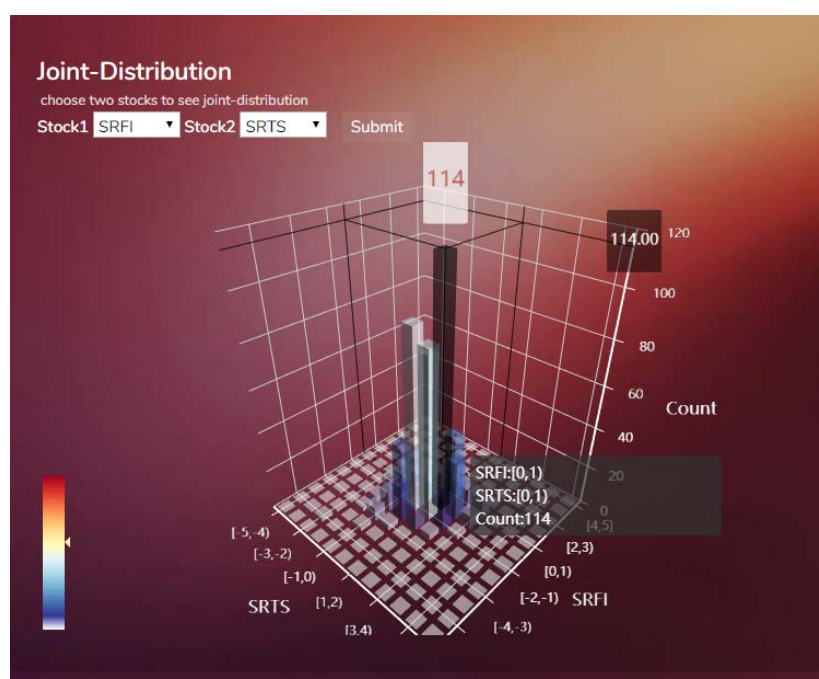 Joint-Distribution
choose two stocks to see joint-distribution
Stock1 SRFI Stock2 SRTS Submit
114
114.00
120
100
80
60
Count
40
20
0
SRFI:[0,1)
SRTS:[0,1)
Count:114
[-5,-4)
[-3,-2)
[-1,0)
[1,2)
[3,4)
SRTS
[4,5]
[2,3)
[0,1)
[-2,-1)
[-4,-3)
SRFI